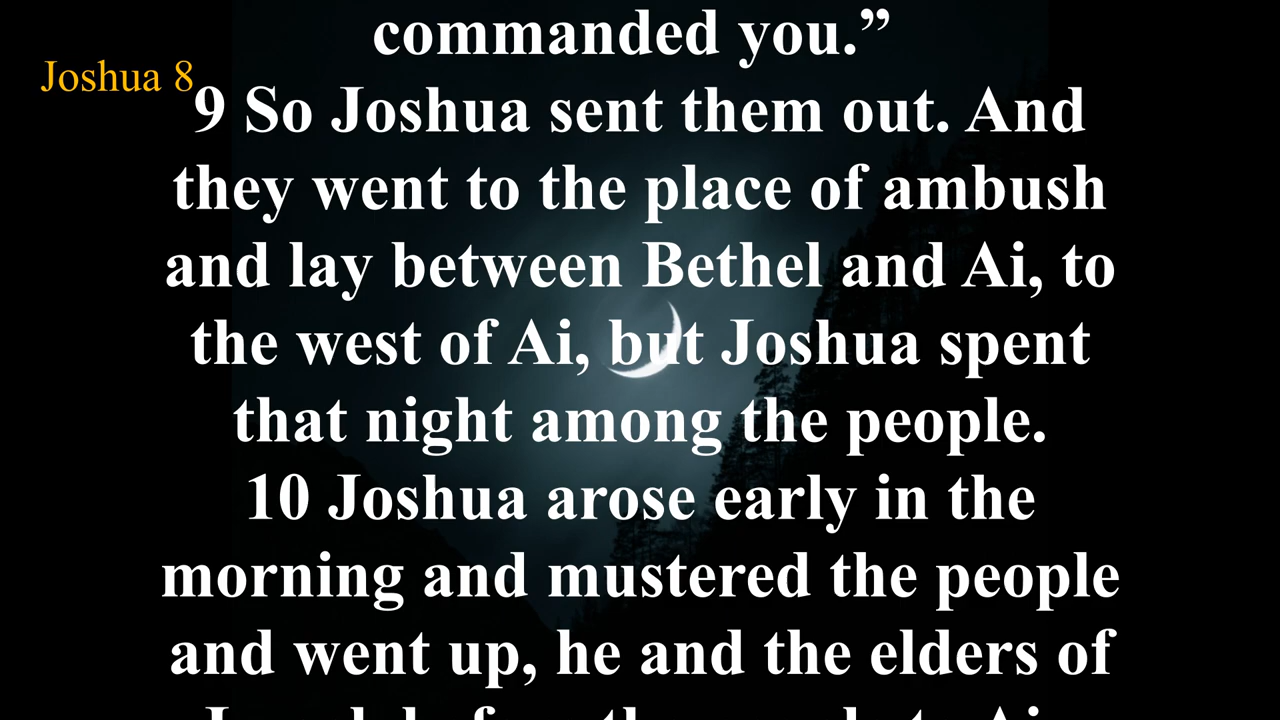 commanded you.”
Joshua 8
9 So Joshua sent them out. And
they went to the place of ambush
and lay between Bethel and Ai, to
the west of Ai, but Joshua spent
that night among the people.
10 Joshua arose early in the
morning and mustered the people
and went up, he and the elders of